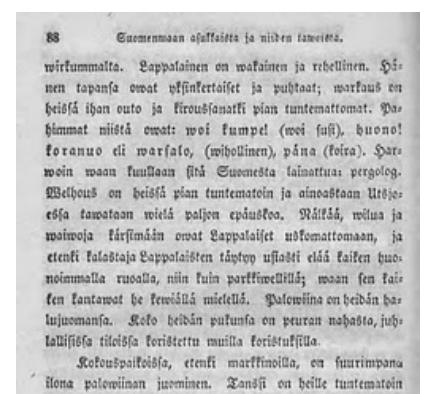 88 Suomenmaan asukkaista ja niiden tawoista.
wirkummalta. Lappalainen on wakainen ja rehellinen. Hä-
nen tapansa owat yksinkertaiset ja puhtaat; warkaus on
heissä ihan outo ja kiroussanatki pian tuntemattomat. Pa-
himmat niistä owat: woi kumpe! (woi susi), huono!
koranuo eli warsalo, (wihollinen), päna (koira). Har-
woin waan kuullaan sitä Suomesta lainattua: pergolog.
Welhous on heissä pian tuntematoin ja ainoastaan Utsjo-
essa tawataan wielä paljon epäuskoa. Nälkää, wilua ja
waiwoja kärsimään owat Lappalaiset uskomattomaan, ja
etenki kalastaja Lappalaisten täytyy usiasti elää kaiken huo-
noimmalla ruoalla, niin kuin parkkiwellillä; waan sen kai-
ken kantawat he kewiällä mielellä. Palowiina on heidän ha-
lujuomansa. Koko heidän pukunsa on peuran nahasta, juh-
lallisissa tiloissa koristettu muilla koristuksilla.
Kokouspaikoissa, etenki markkinoilla, on suurimpana
ilona palowiinan juominen. Tanssi on heille tuntematoin